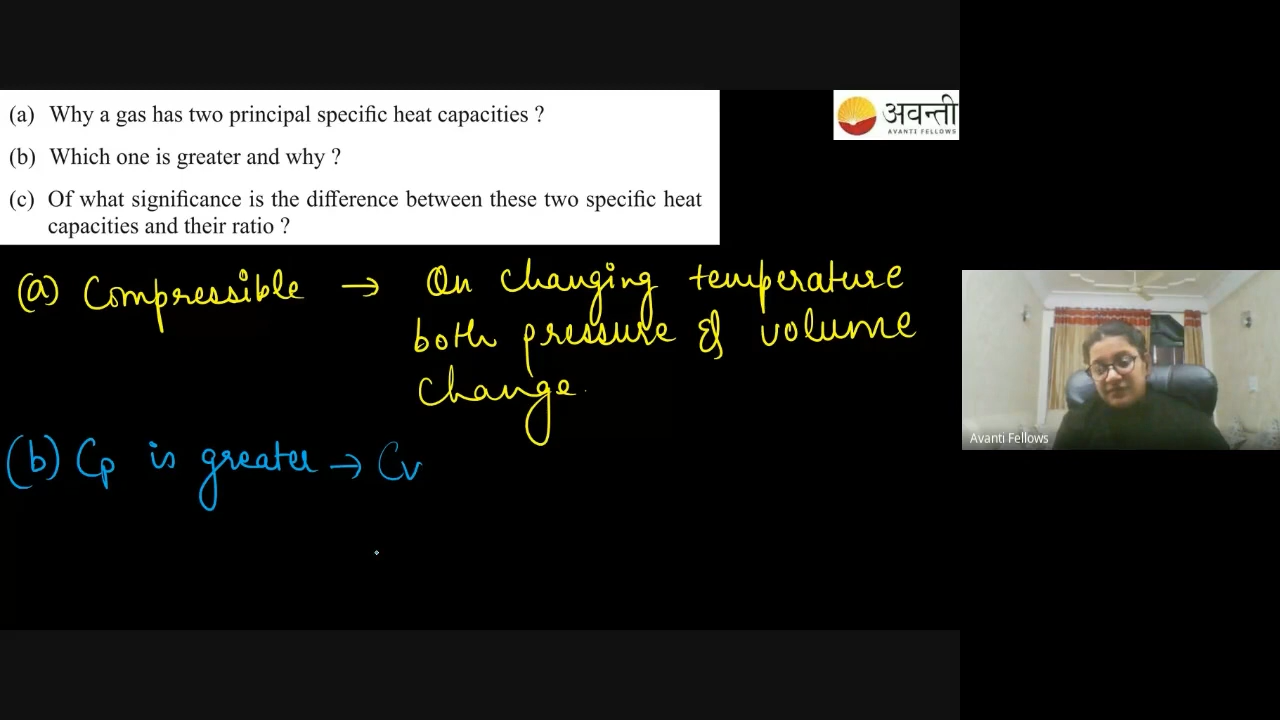 (a) Why a gas has two principal specific heat capacities ?
(b) Which one is greater and why ?
(c) Of what significance is the difference between these two specific heat
capacities and their ratio ?
अवन्ती
AVANTI FELLOWS
(a) Compressible → On changing temperature
both pressure & volume
change.
(b) Cp is greater → Cv
Avanti Fellows